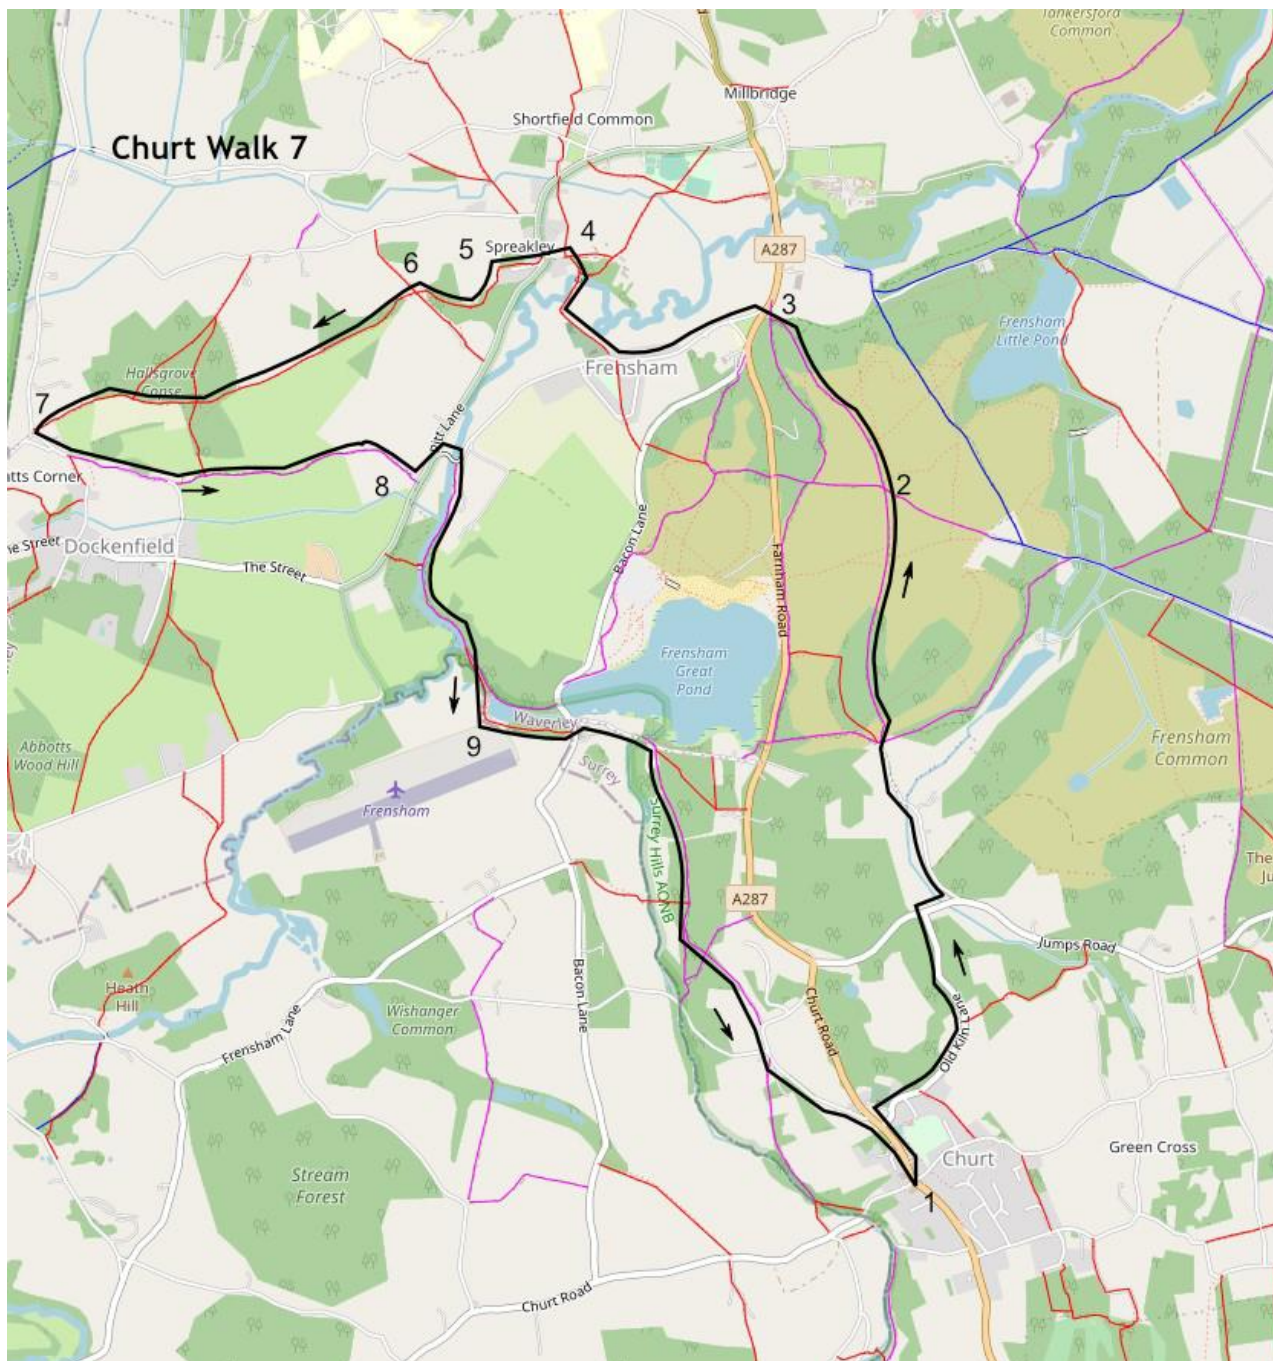 Tankersford
Common
Millbridge
Shortfield Common
Churt Walk 7
4
Spreakley
5
A287
6
3
Frensham
Little Pond
Frensham
Hallsgrove
Copse
7
Pitt Lane
atts Corner
8
2
Bacon Lane
he Street
Dockenfield
The Street
Farnham Road
Frensham
Great
Pond
Waverley
9
Surrey
Abbotts
Wood Hill
Frensham
Common
Frensham
Surrey Hills AONB
The
Ju
A287
Jumps Road
Heath
Hill
Wishanger
Common
Bacon Lane
Churt Road
Old Kiln Lane
Frensham Lane
Green Cross
Churt
Stream
Forest
1
Churt Road